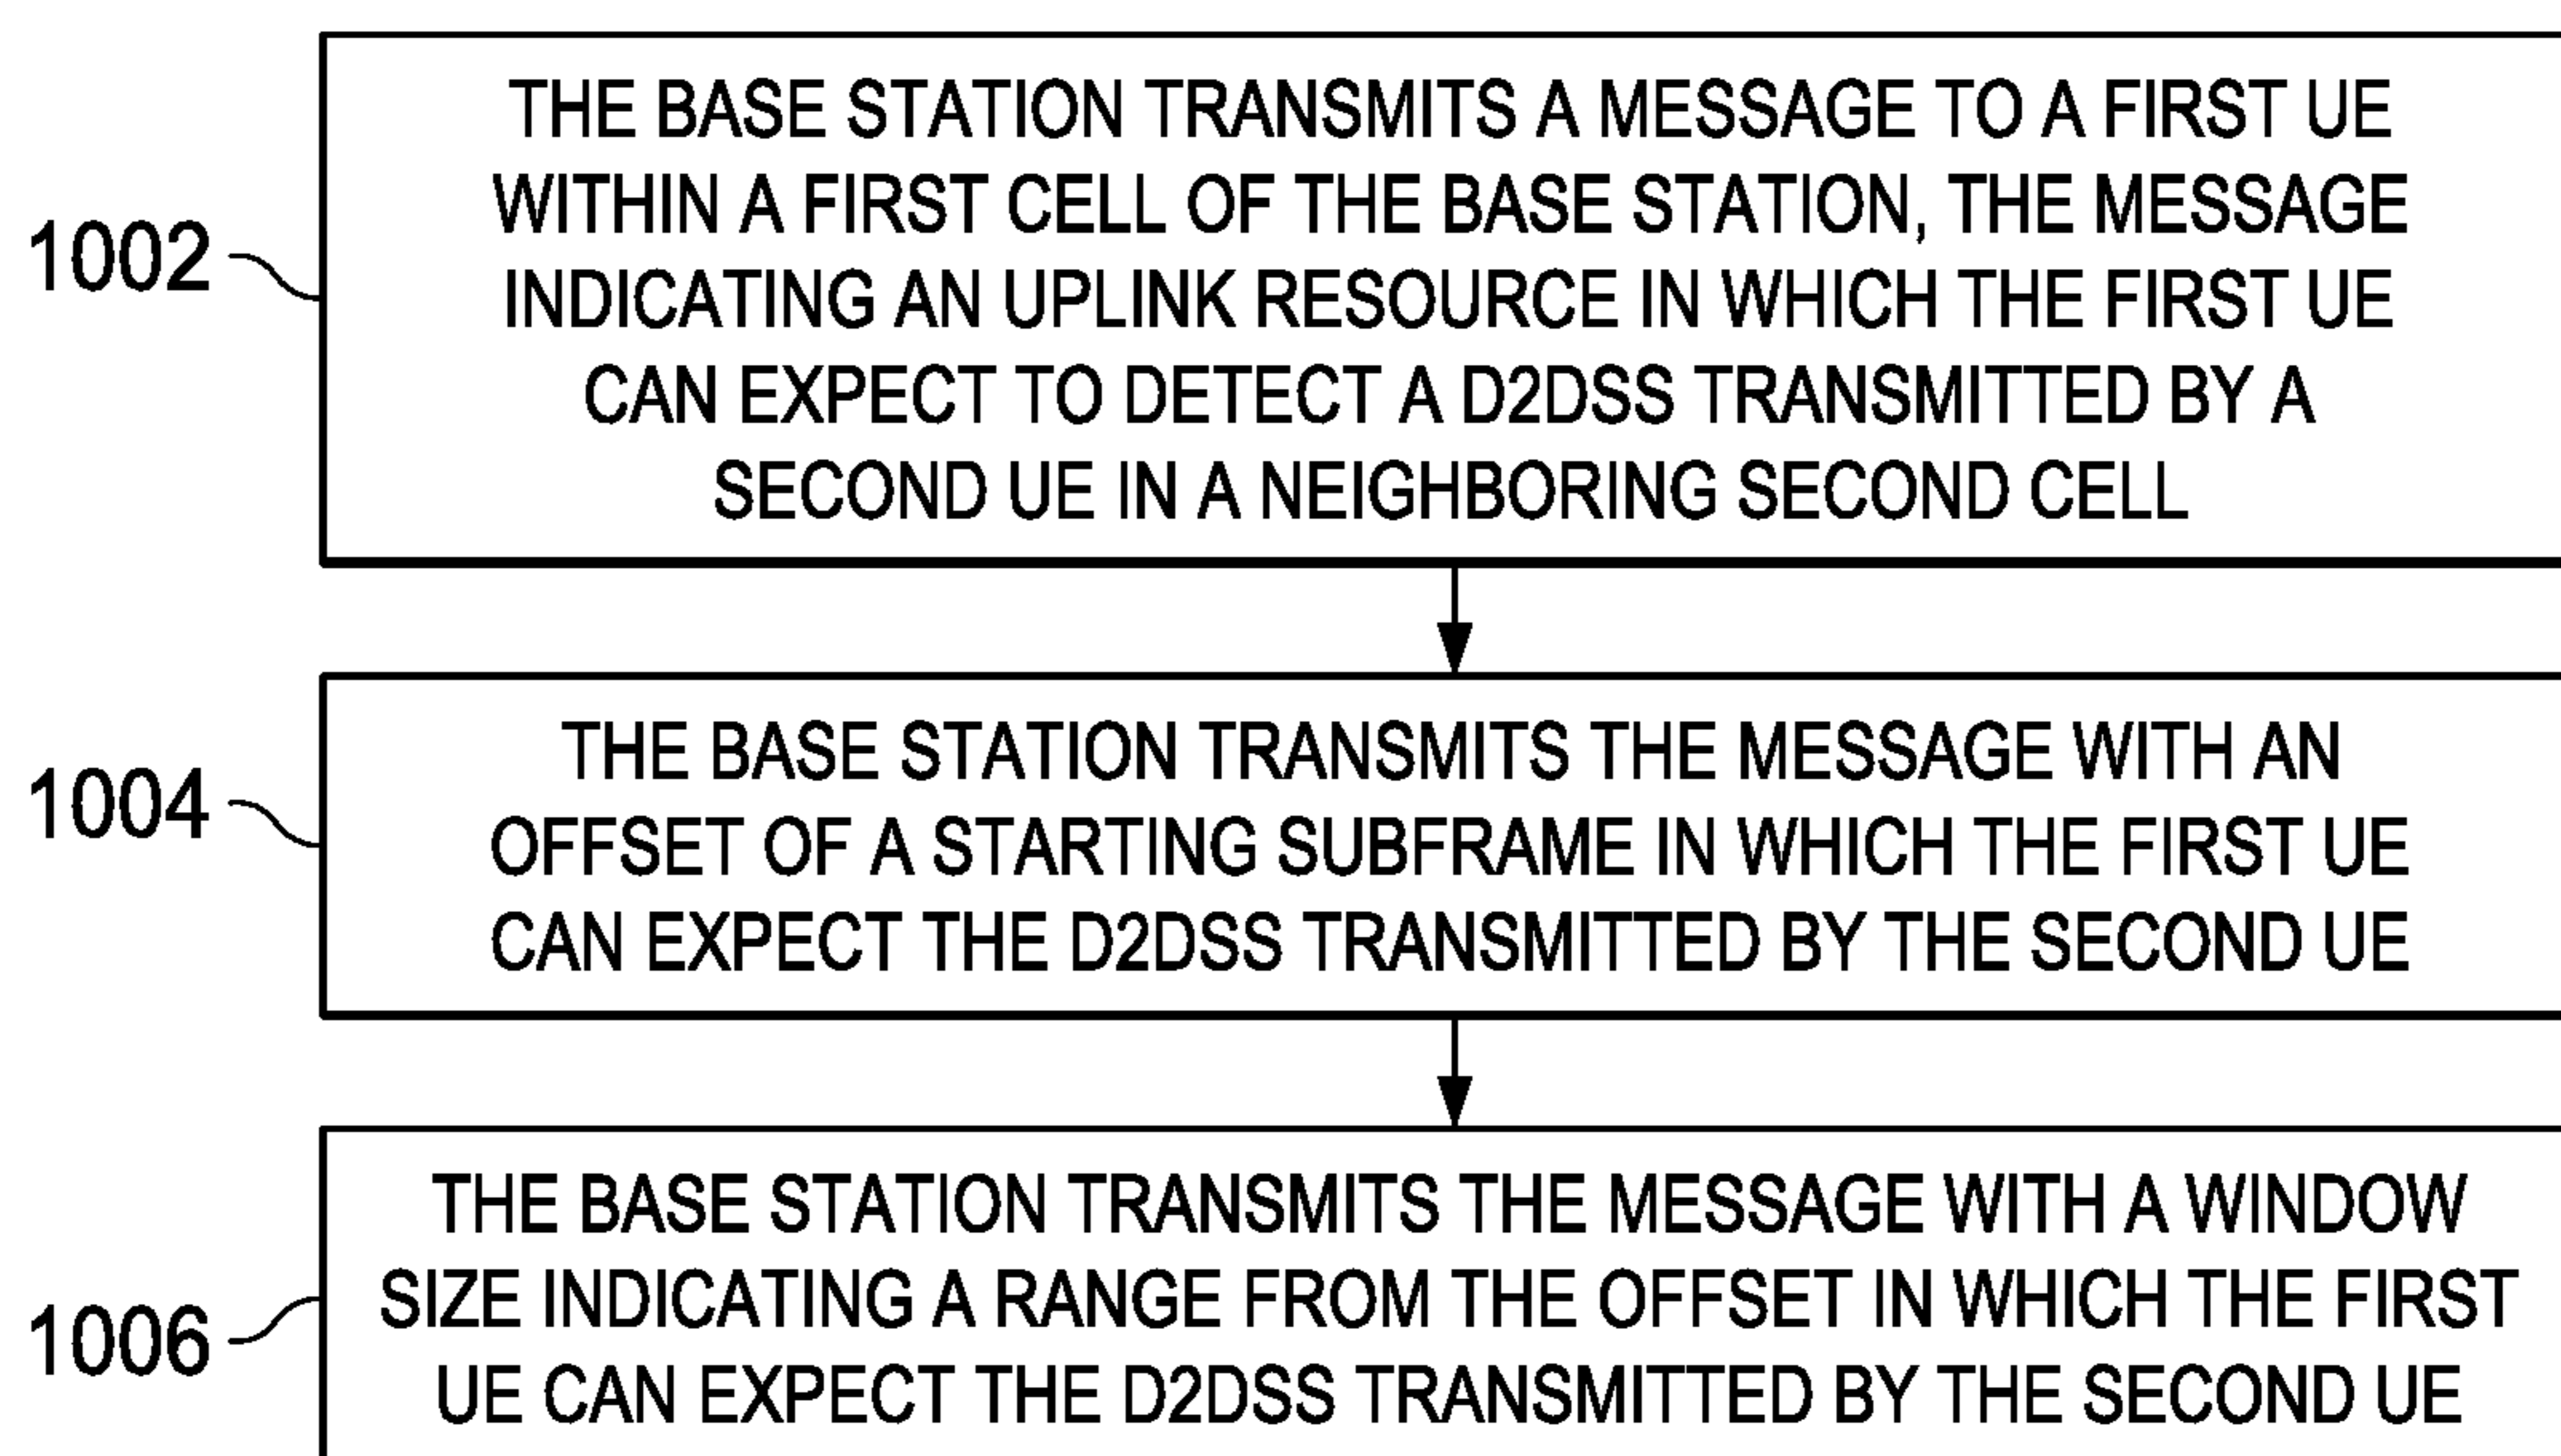 THE BASE STATION TRANSMITS A MESSAGE TO A FIRST UE
WITHIN A FIRST CELL OF THE BASE STATION, THE MESSAGE
1002
INDICATING AN UPLINK RESOURCE IN WHICH THE FIRST UE
CAN EXPECT TO DETECT A D2DSS TRANSMITTED BY A
SECOND UE IN A NEIGHBORING SECOND CELL
THE BASE STATION TRANSMITS THE MESSAGE WITH AN
1004
OFFSET OF A STARTING SUBFRAME IN WHICH THE FIRST UE
CAN EXPECT THE D2DSS TRANSMITTED BY THE SECOND UE
THE BASE STATION TRANSMITS THE MESSAGE WITH A WINDOW
SIZE INDICATING A RANGE FROM THE OFFSET IN WHICH THE FIRST
1006
UE CAN EXPECT THE D2DSS TRANSMITTED BY THE SECOND UE